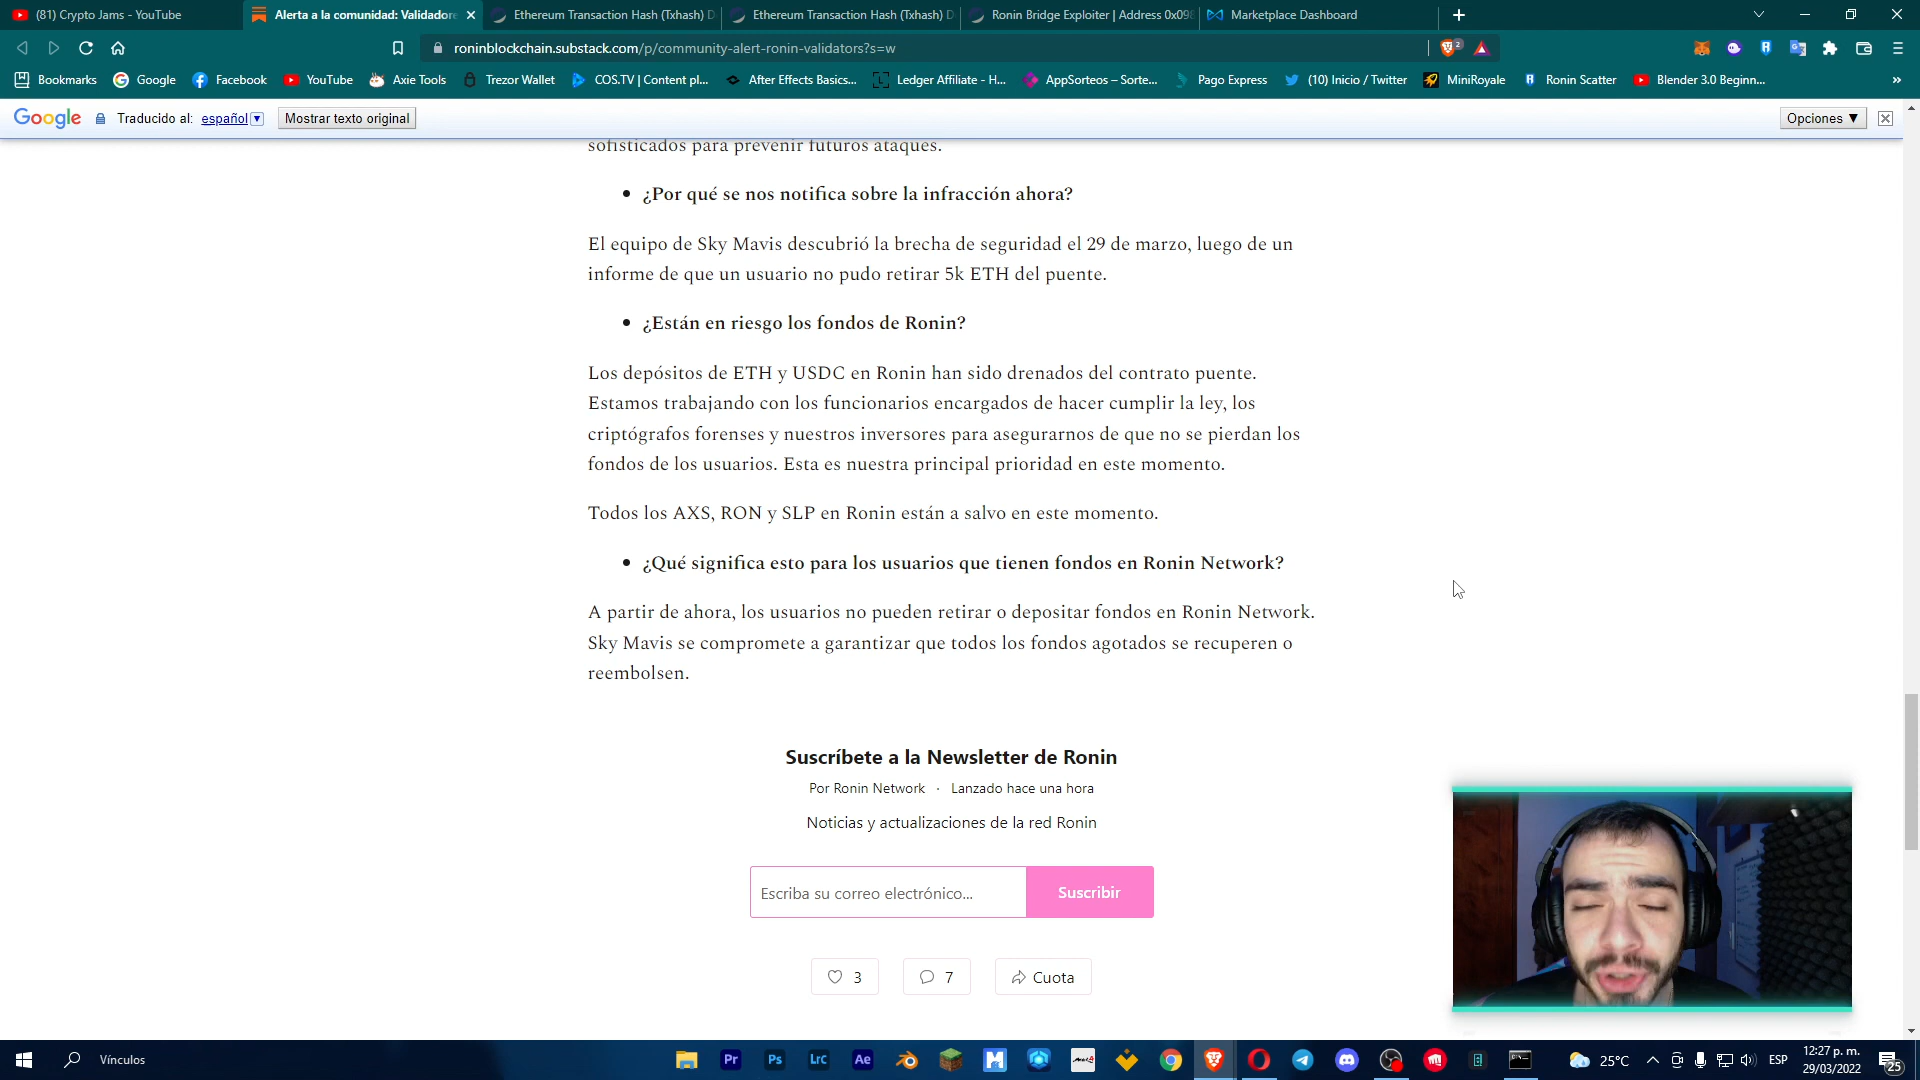 (81) Crypto Jams - YouTube
Alerta a la comunidad: Validadore
Ethereum Transaction Hash (Txhash) D
Ethereum Transaction Hash (Txhash) D
Ronin Bridge Exploiter | Address 0x098
Marketplace Dashboard
roninblockchain.substack.com/p/community-alert-ronin-validators?s=w
2
Bookmarks
Google
Facebook
YouTube
Axie Tools
Trezor Wallet
COS.TV | Content pl...
After Effects Basics...
Ledger Affiliate - H...
AppSorteos – Sorte...
Pago Express
(10) Inicio / Twitter
MiniRoyale
Ronin Scatter
Blender 3.0 Beginn...
»
Google
Traducido al: español
Mostrar texto original
Opciones ▼
sofisticados para prevenir futuros ataques.
• ¿Por qué se nos notifica sobre la infracción ahora?
El equipo de Sky Mavis descubrió la brecha de seguridad el 29 de marzo, luego de un
informe de que un usuario no pudo retirar 5k ETH del puente.
• ¿Están en riesgo los fondos de Ronin?
Los depósitos de ETH y USDC en Ronin han sido drenados del contrato puente.
Estamos trabajando con los funcionarios encargados de hacer cumplir la ley, los
criptógrafos forenses y nuestros inversores para asegurarnos de que no se pierdan los
fondos de los usuarios. Esta es nuestra principal prioridad en este momento.
Todos los AXS, RON y SLP en Ronin están a salvo en este momento.
• ¿Qué significa esto para los usuarios que tienen fondos en Ronin Network?
A partir de ahora, los usuarios no pueden retirar o depositar fondos en Ronin Network.
Sky Mavis se compromete a garantizar que todos los fondos agotados se recuperen o
reembolsen.
Suscríbete a la Newsletter de Ronin
Por Ronin Network · Lanzado hace una hora
Noticias y actualizaciones de la red Ronin
Escriba su correo electrónico...
Suscribir
3
7
Cuota
Vínculos
Pr
Ps
Lrc
Ae
25°C
ESP
12:27 p. m.
29/03/2022
25